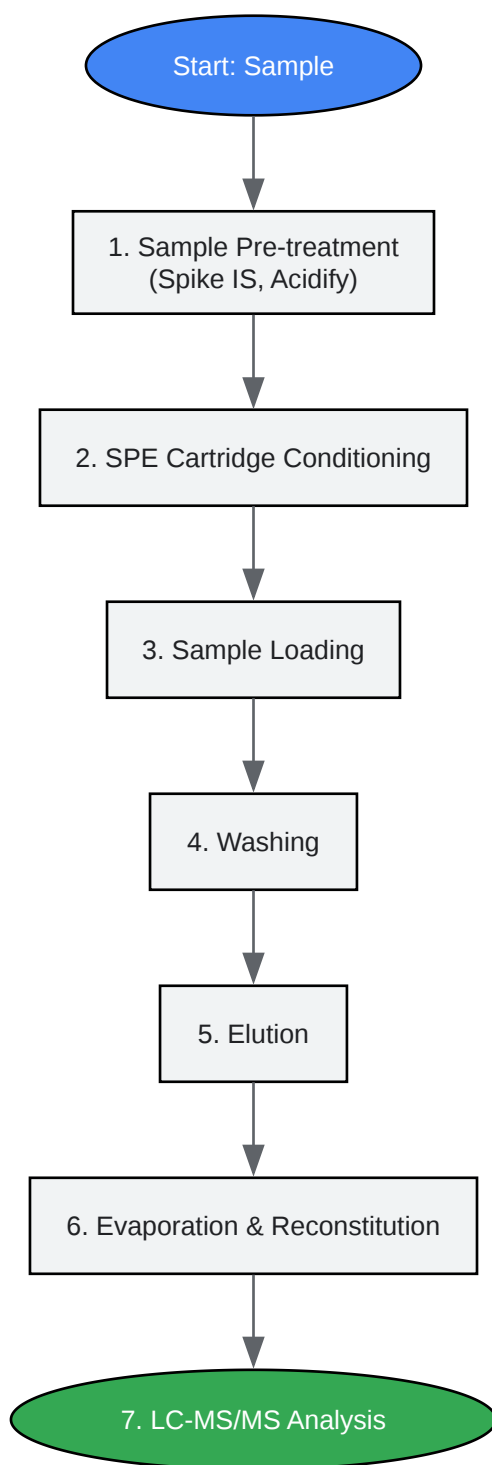 Start: Sample
1. Sample Pre-treatment
(Spike IS, Acidify)
2. SPE Cartridge Conditioning
3. Sample Loading
4. Washing
5. Elution
6. Evaporation & Reconstitution
7. LC-MS/MS Analysis